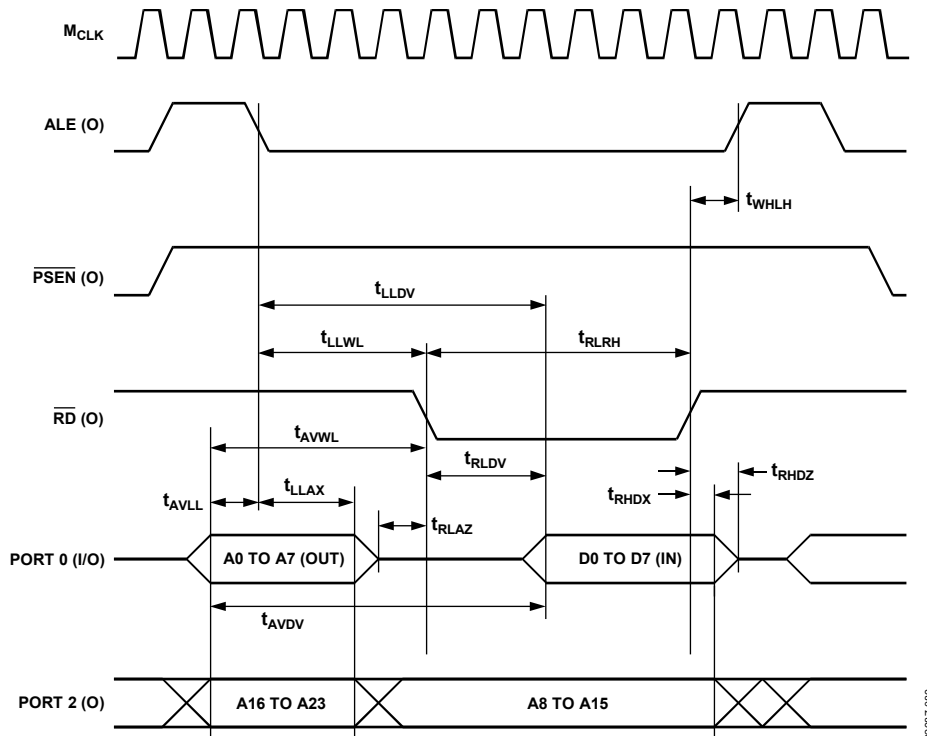 MCLK
ALE (O)
tWHLH
PSEN (O)
tLLDV
tLLWL
tRLRH
RD (O)
tAVWL
tRLDV
tRHDZ
tAVLL
tLLAX
tRHDX
tRLAZ
PORT 0 (I/O)
A0 TO A7 (OUT)
D0 TO D7 (IN)
tAVDV
PORT 2 (O)
A16 TO A23
A8 TO A15